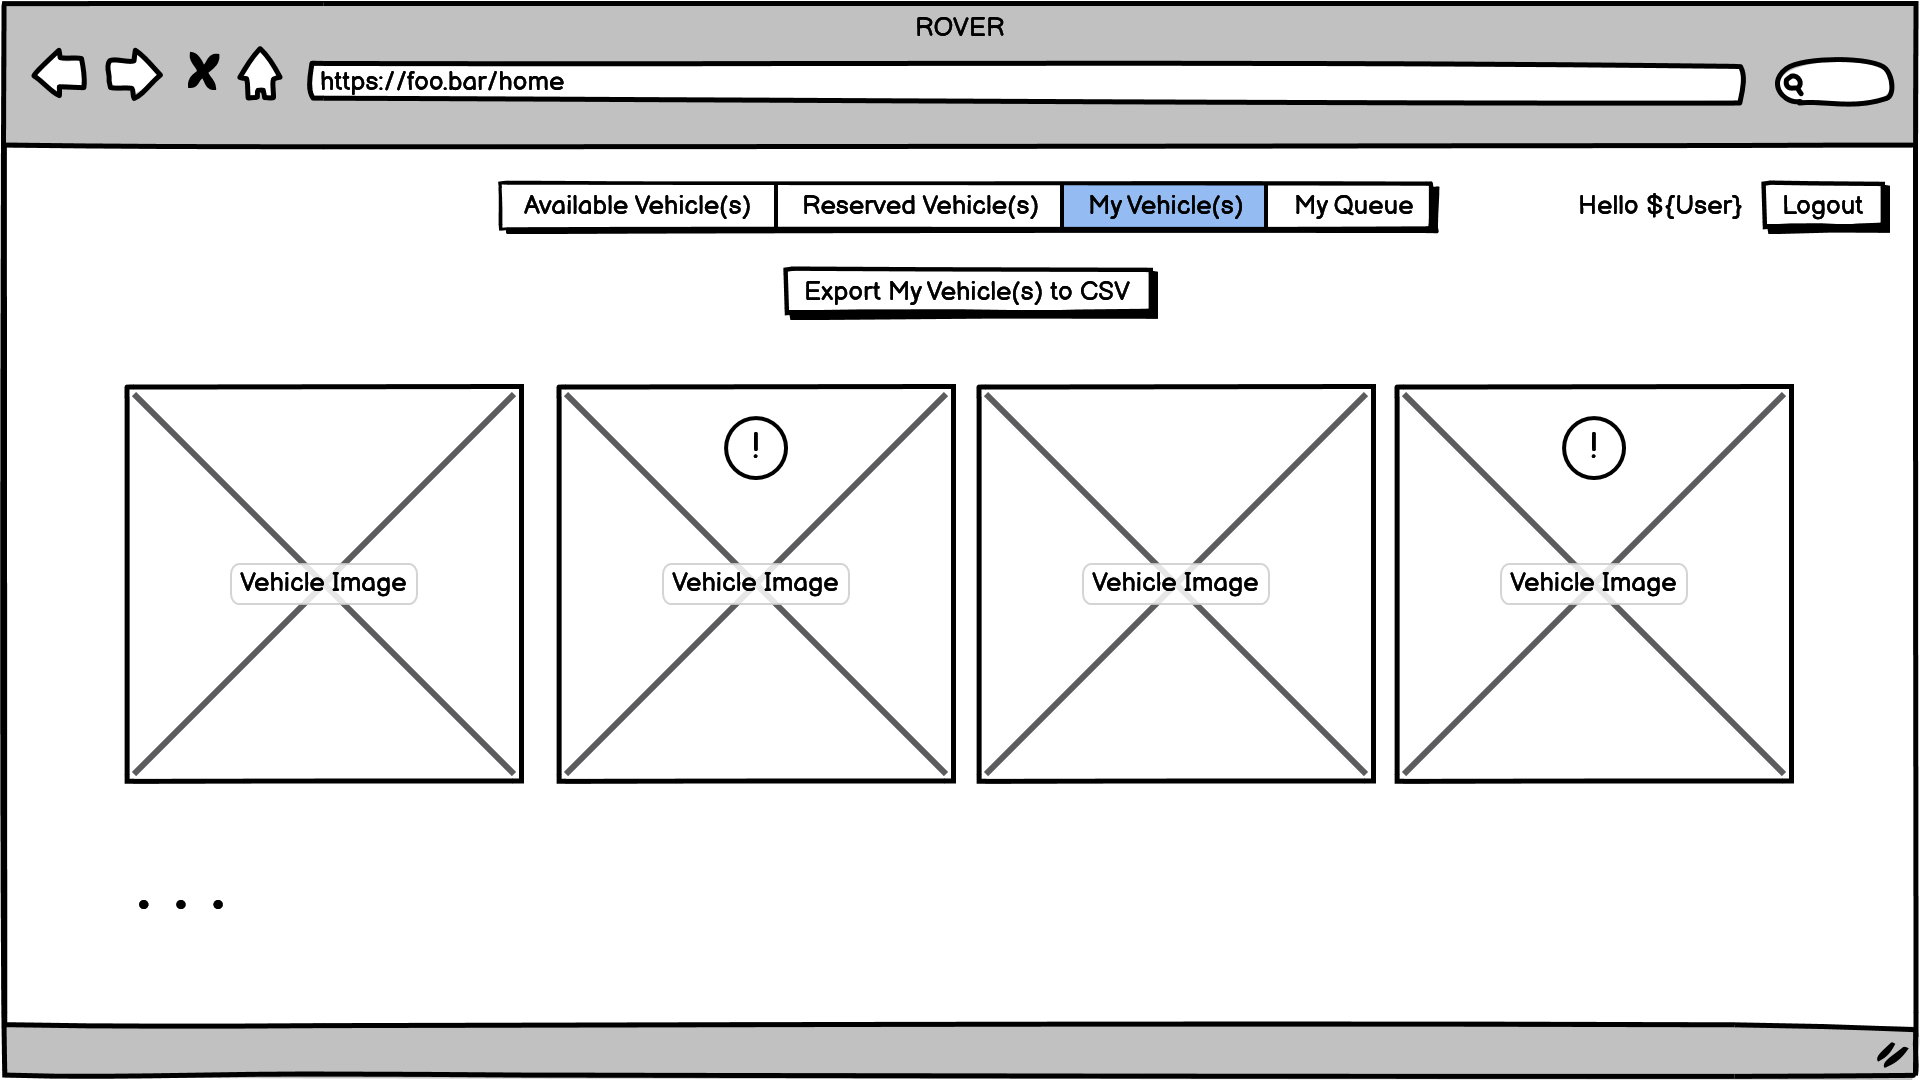 ROVER
https://foo.bar/home
Available Vehicle(s) Reserved Vehicle(s) My Vehicle(s) My Queue Hello ${User} Logout
Export My Vehicle(s) to CSV
! !
Vehicle Image Vehicle Image Vehicle Image Vehicle Image
. . .